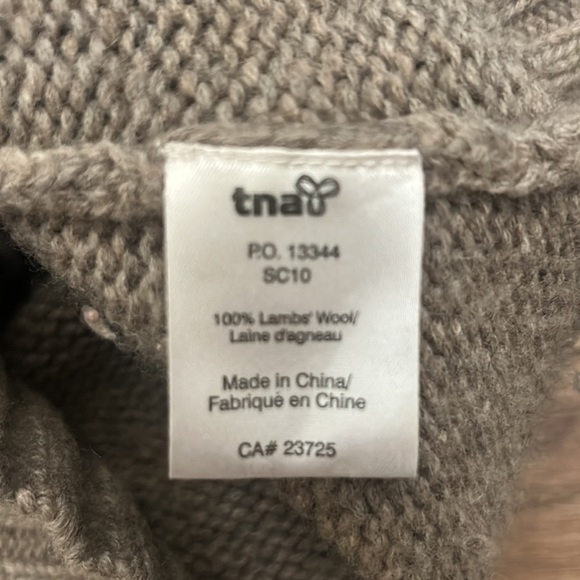 tna
P.O. 13344
SC10
100% Lambs' Wool/
Laine d'agneau
Made in China/
Fabriqué en Chine
CA# 23725